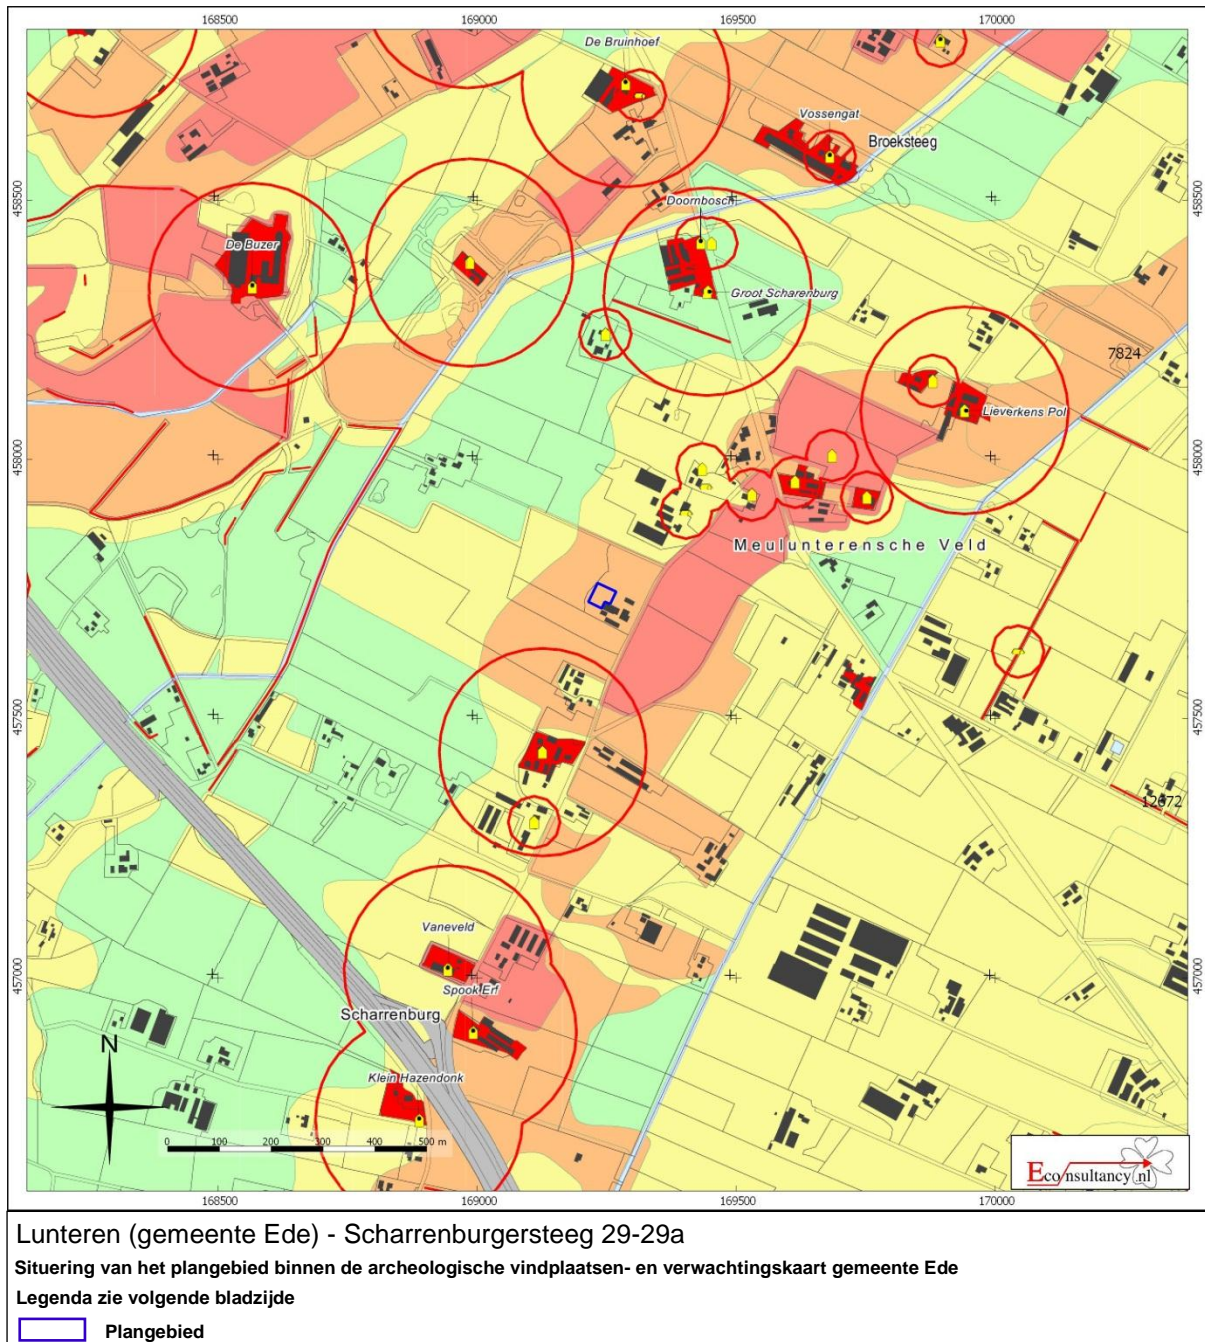 168500 169000 169500 170000
De Bruinhoef
Vossengat
Broeksteeg
458500 458500
Doornbosch
De Buzer
Groot Scharenburg
7824
Lieverkens Pol
458000 458000
Meulunterensche Veld
457500 457500
12672
Vaneveld
457000 457000
Spook Erf
Scharrenburg
N
Klein Hazendonk
0 100 200 300 400 500 m
Econsultancy.nl
168500 169000 169500 170000
Lunteren (gemeente Ede) - Scharrenburgersteeg 29-29a
Situering van het plangebied binnen de archeologische vindplaatsen- en verwachtingskaart gemeente Ede
Legenda zie volgende bladzijde
Plangebied